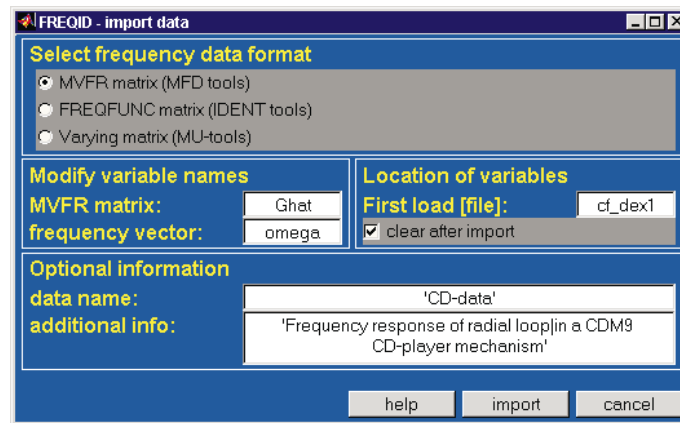 FREQID - import data
Select frequency data format
MVFR matrix (MFD tools)
FREQFUNC matrix (IDENT tools)
Varying matrix (MU-tools)
Modify variable names
MVFR matrix: Ghat
frequency vector: omega
Location of variables
First load [file]: cf_dex1
clear after import
Optional information
data name: 'CD-data'
additional info: 'Frequency response of radial loop|in a CDM9
CD-player mechanism'
help import cancel